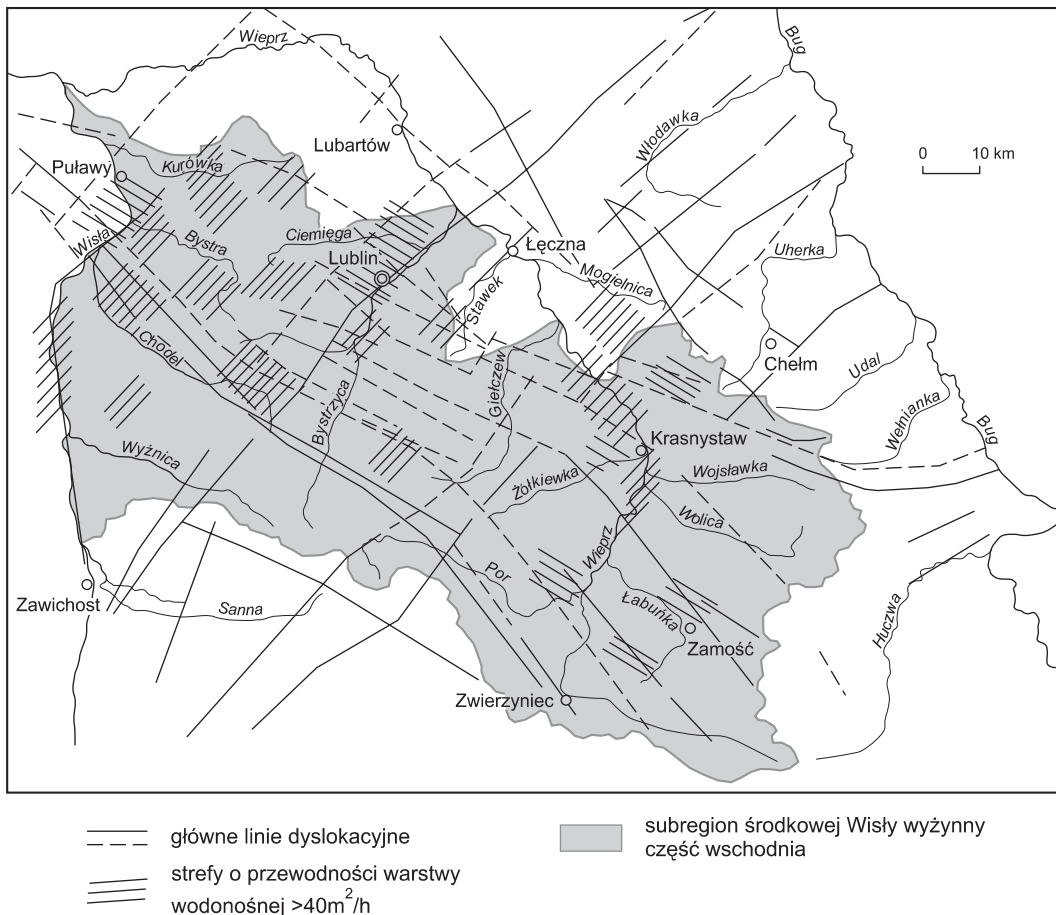 Wieprz
Bug
Lubartów
Włodawka
0 10 km
Puławy
Kurówka
Wisła
Bystra
Ciemięga
Lublin
Łęczna
Mogielnica
Uherka
Stawek
Chodel
Giełczew
Chełm
Udal
Bystrzyca
Wełnianka
Bug
Krasnystaw
Wyżnica
Żółkiewka
Wojsławka
Wolica
Wieprz
Por
Zawichost
Sanna
Łabuńka
Huczwa
Zamość
Zwierzyniec
główne linie dyslokacyjne
strefy o przewodności warstwy
wodonośnej >40m²/h
subregion środkowej Wisły wyżynny
część wschodnia